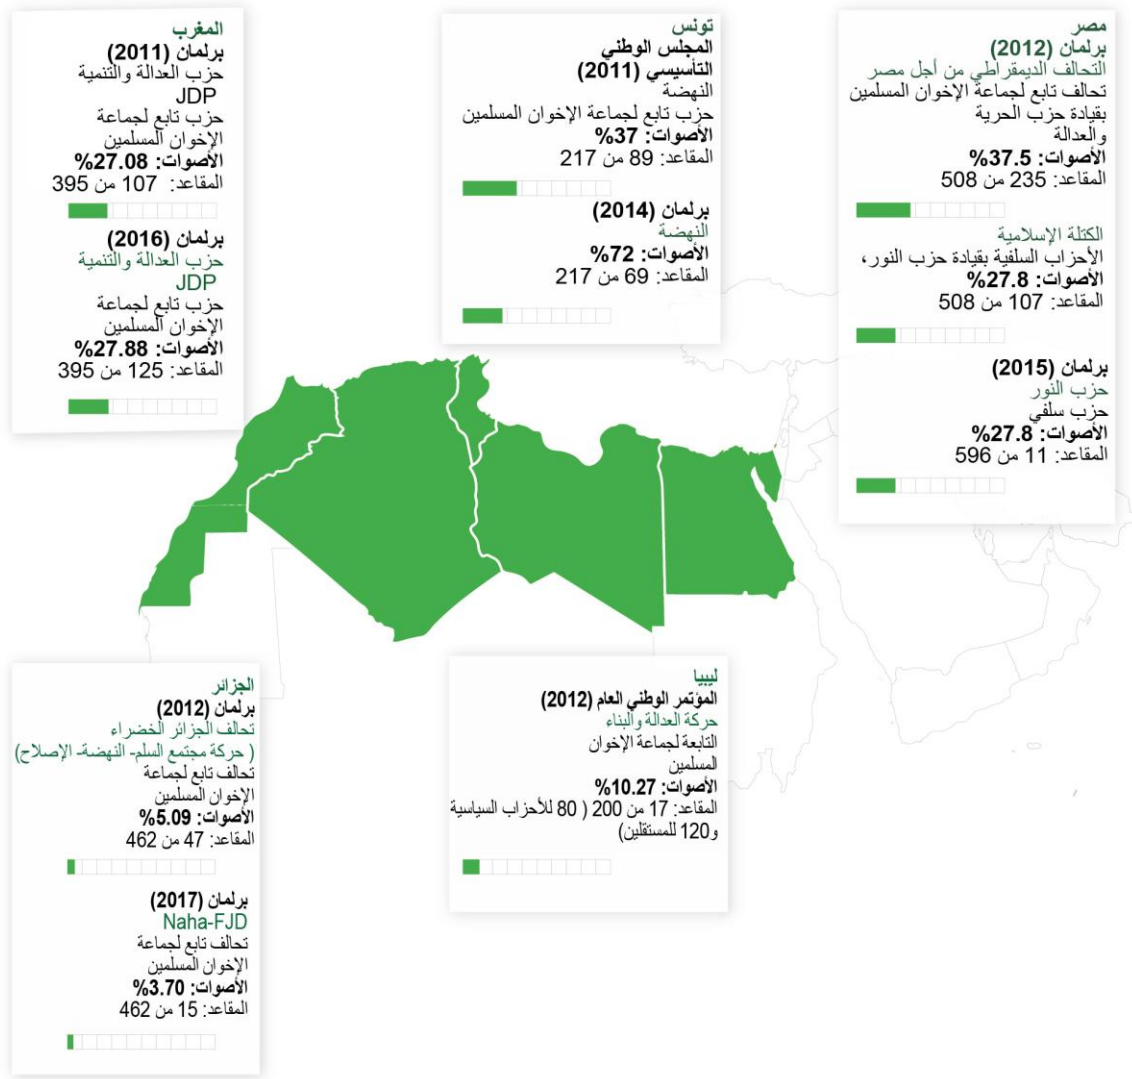 المغرب
برلمان (2011)
حزب العدالة والتنمية
JDP
حزب تابع لجماعة
الإخوان المسلمين
الأصوات: 27.08%
المقاعد: 107 من 395
برلمان (2016)
حزب العدالة والتنمية
JDP
حزب تابع لجماعة
الإخوان المسلمين
الأصوات: 27.88%
المقاعد: 125 من 395
تونس
المجلس الوطني
التأسيسي (2011)
النهضة
حزب تابع لجماعة الإخوان المسلمين
الأصوات: 37%
المقاعد: 89 من 217
برلمان (2014)
النهضة
الأصوات: 72%
المقاعد: 69 من 217
مصر
برلمان (2012)
التحالف الديمقراطي من أجل مصر
تحالف تابع لجماعة الإخوان المسلمين
بقيادة حزب الحرية
والعدالة
الأصوات: 37.5%
المقاعد: 235 من 508
الكتلة الإسلامية
الأحزاب السلفية بقيادة حزب النور،
الأصوات: 27.8%
المقاعد: 107 من 508
برلمان (2015)
حزب النور
حزب سلفي
الأصوات: 27.8%
المقاعد: 11 من 596
الجزائر
برلمان (2012)
تحالف الجزائر الخضراء
( حركة مجتمع السلم- النهضة- الإصلاح)
تحالف تابع لجماعة
الإخوان المسلمين
الأصوات: 5.09%
المقاعد: 47 من 462
برلمان (2017)
Naha-FJD
تحالف تابع لجماعة
الإخوان المسلمين
الأصوات: 3.70%
المقاعد: 15 من 462
ليبيا
المؤتمر الوطني العام (2012)
حركة العدالة والبناء
التابعة لجماعة الإخوان
المسلمين
الأصوات: 10.27%
المقاعد: 17 من 200 ( 80 للأحزاب السياسية
و120 للمستقلين)